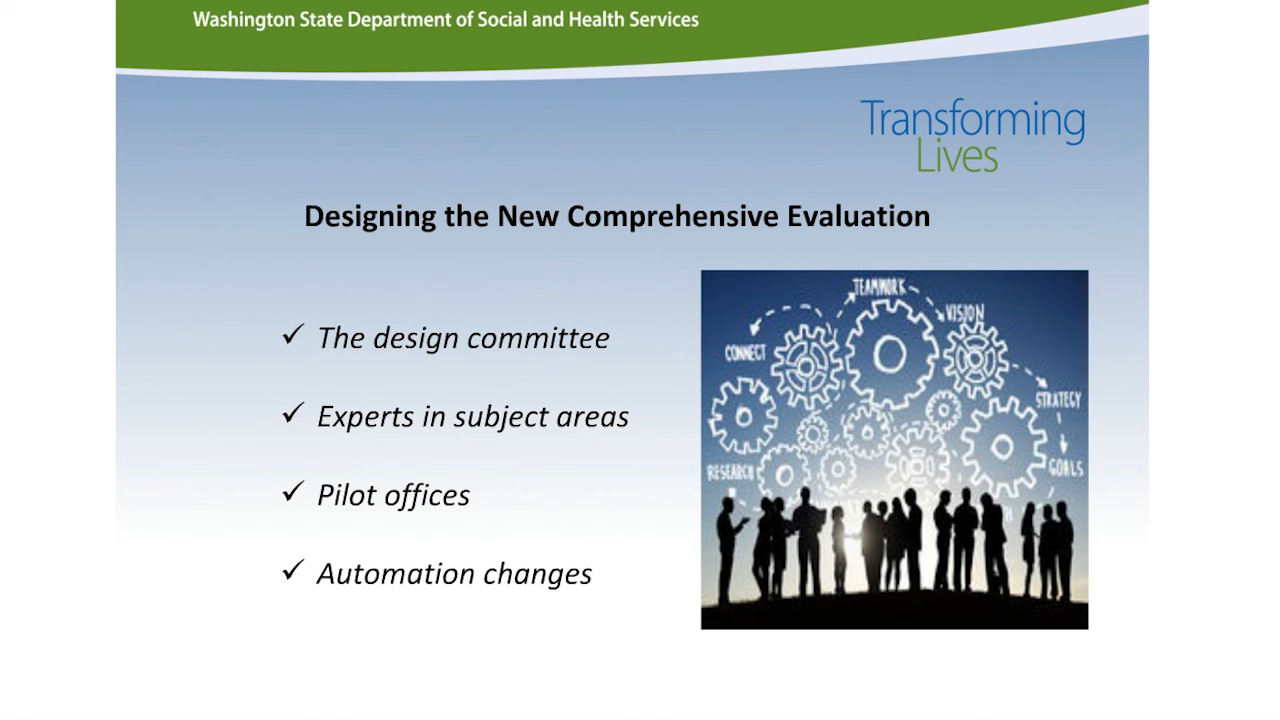 Washington State Department of Social and Health Services
Transforming
Lives
Designing the New Comprehensive Evaluation
✓ The design committee
✓ Experts in subject areas
✓ Pilot offices
✓ Automation changes
TEAMWORK
VISION
CONNECT
STRATEGY
RESEARCH
GOALS